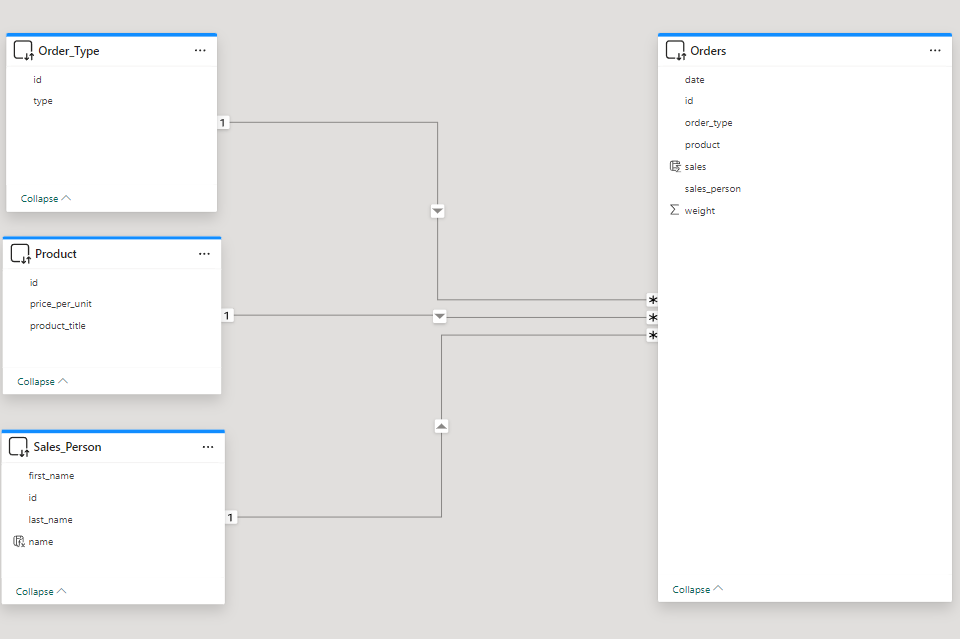 Order_Type ...
id
type
1
Collapse
Product ...
id
price_per_unit
product_title
1
Collapse
Sales_Person ...
first_name
id
last_name
name
1
Collapse
Orders ...
date
id
order_type
product
sales
sales_person
Σ weight
*
*
*
Collapse